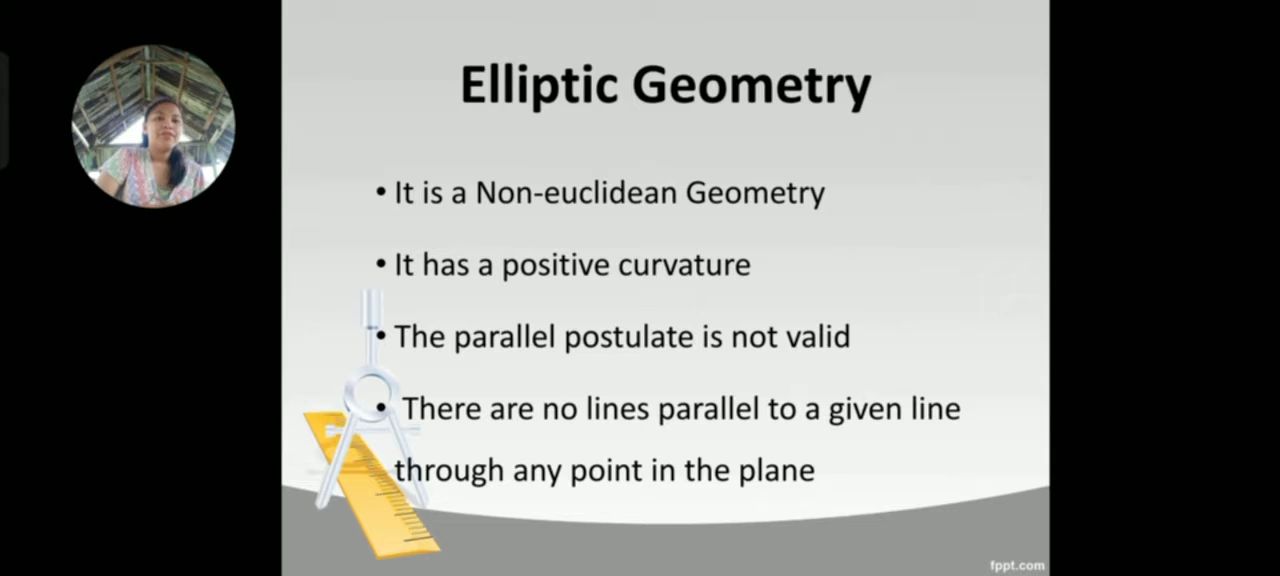 Elliptic Geometry
• It is a Non-euclidean Geometry
• It has a positive curvature
• The parallel postulate is not valid
• There are no lines parallel to a given line
through any point in the plane
fppt.com